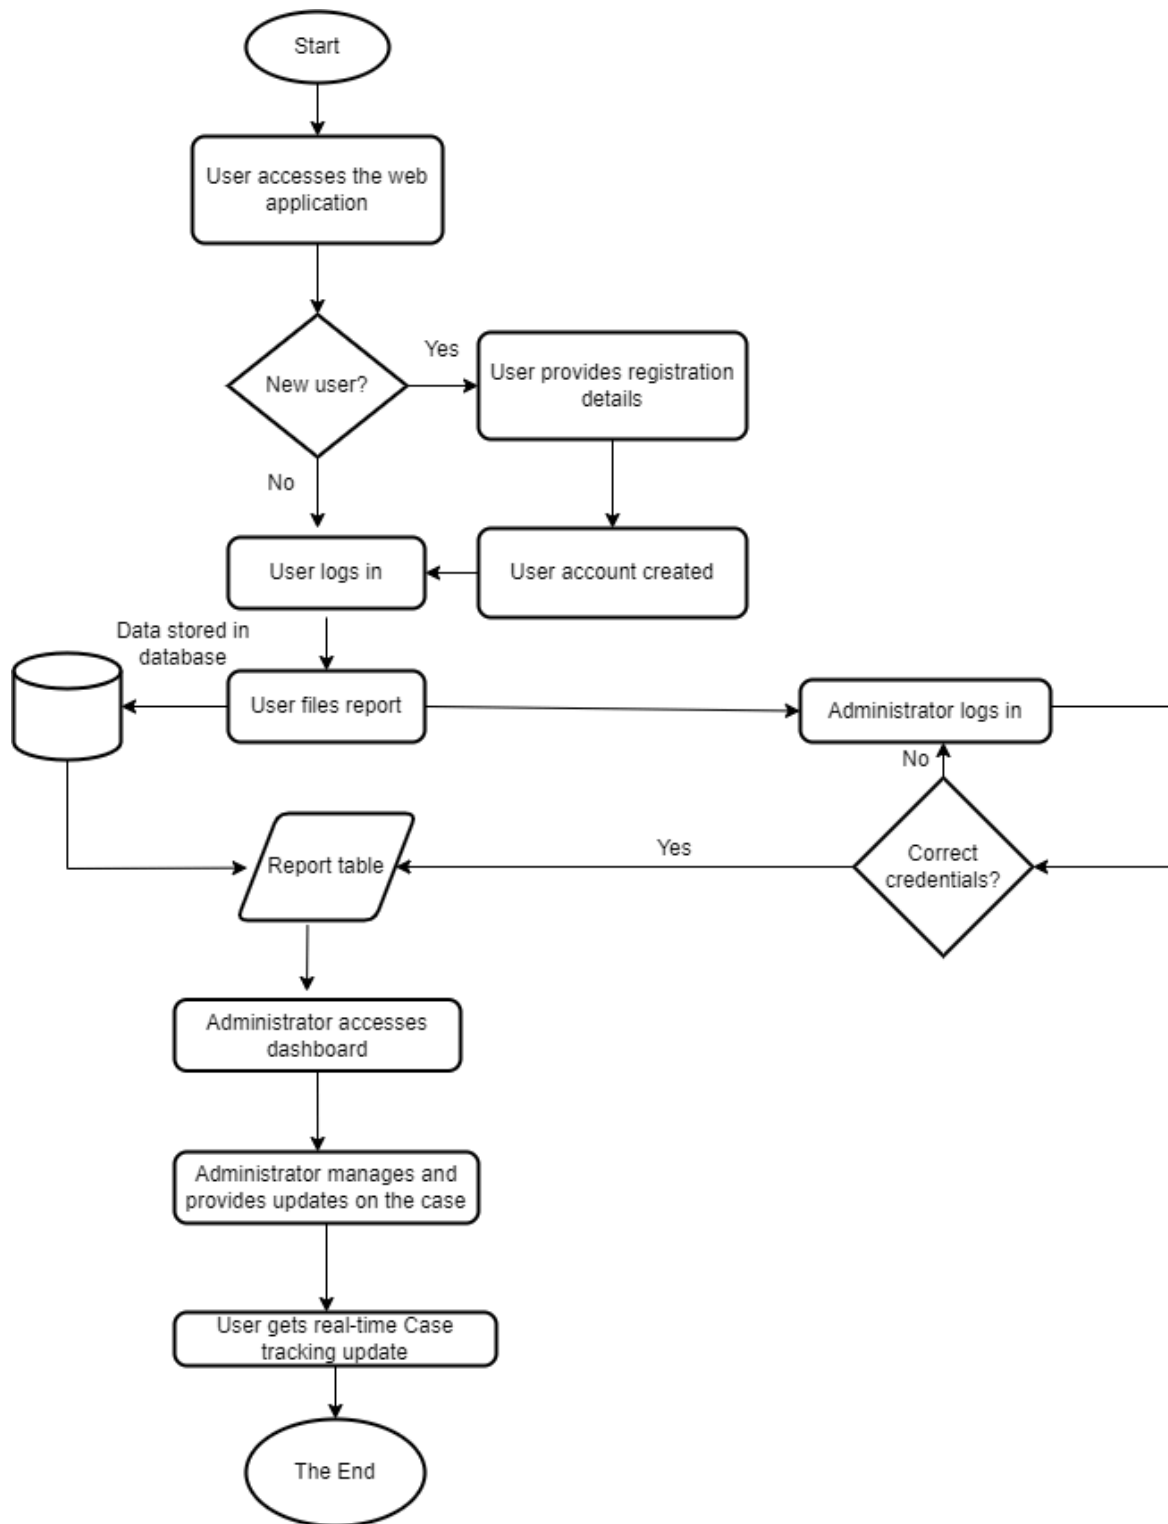 Start
User accesses the web
application
Yes
New user?
User provides registration
details
No
User logs in
User account created
Data stored in
database
User files report
Administrator logs in
No
Report table
Yes
Correct
credentials?
Administrator accesses
dashboard
Administrator manages and
provides updates on the case
User gets real-time Case
tracking update
The End